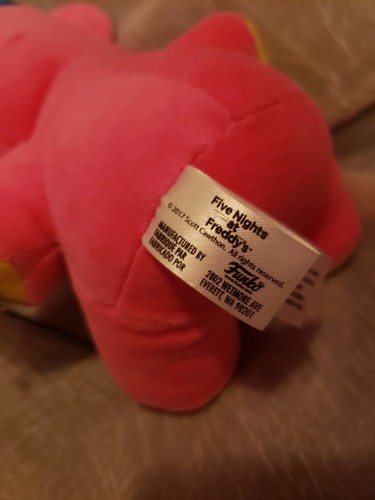 Five Nights
at
Freddy's
© 2017 Scott Cawthon. All rights reserved.
MANUFACTURED BY
FABRIQUÉ PAR
FABRICADO POR
Funko
2802 WETMORE AVE
EVERETT, WA 98201